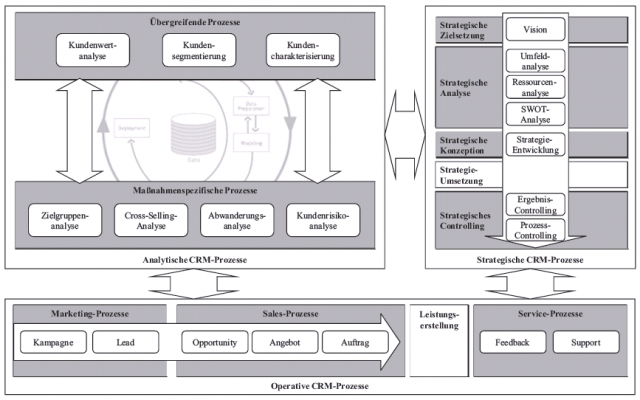 Übergreifende Prozesse
Kundenwert-
analyse
Kunden-
segmentierung
Kunden-
charakterisierung
Data
Preparation
Modeling
Deployment
Data
Maßnahmenspezifische Prozesse
Zielgruppen-
analyse
Cross-Selling-
Analyse
Abwanderungs-
analyse
Kundenrisiko-
analyse
Analytische CRM-Prozesse
Strategische
Zielsetzung
Vision
Strategische
Analyse
Umfeld-
analyse
Ressourcen-
analyse
SWOT-
Analyse
Strategische
Konzeption
Strategie-
Entwicklung
Strategie-
Umsetzung
Strategisches
Controlling
Ergebnis-
Controlling
Prozess-
Controlling
Strategische CRM-Prozesse
Marketing-Prozesse
Kampagne
Lead
Sales-Prozesse
Opportunity
Angebot
Auftrag
Leistungs-
erstellung
Service-Prozesse
Feedback
Support
Operative CRM-Prozesse